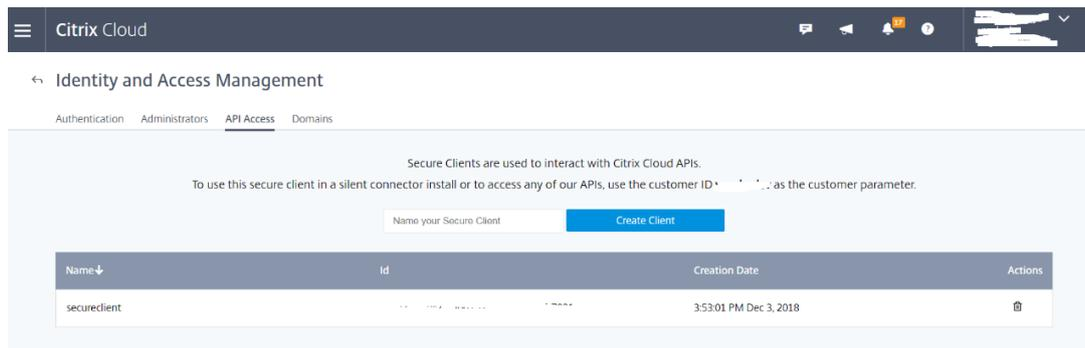 Citrix Cloud
37
Identity and Access Management
Authentication Administrators API Access Domains
Secure Clients are used to interact with Citrix Cloud APIs.
To use this secure client in a silent connector install or to access any of our APIs, use the customer ID as the customer parameter.
Name your Secure Client Create Client
Name Id Creation Date Actions
secureclient 3:53:01 PM Dec 3, 2018